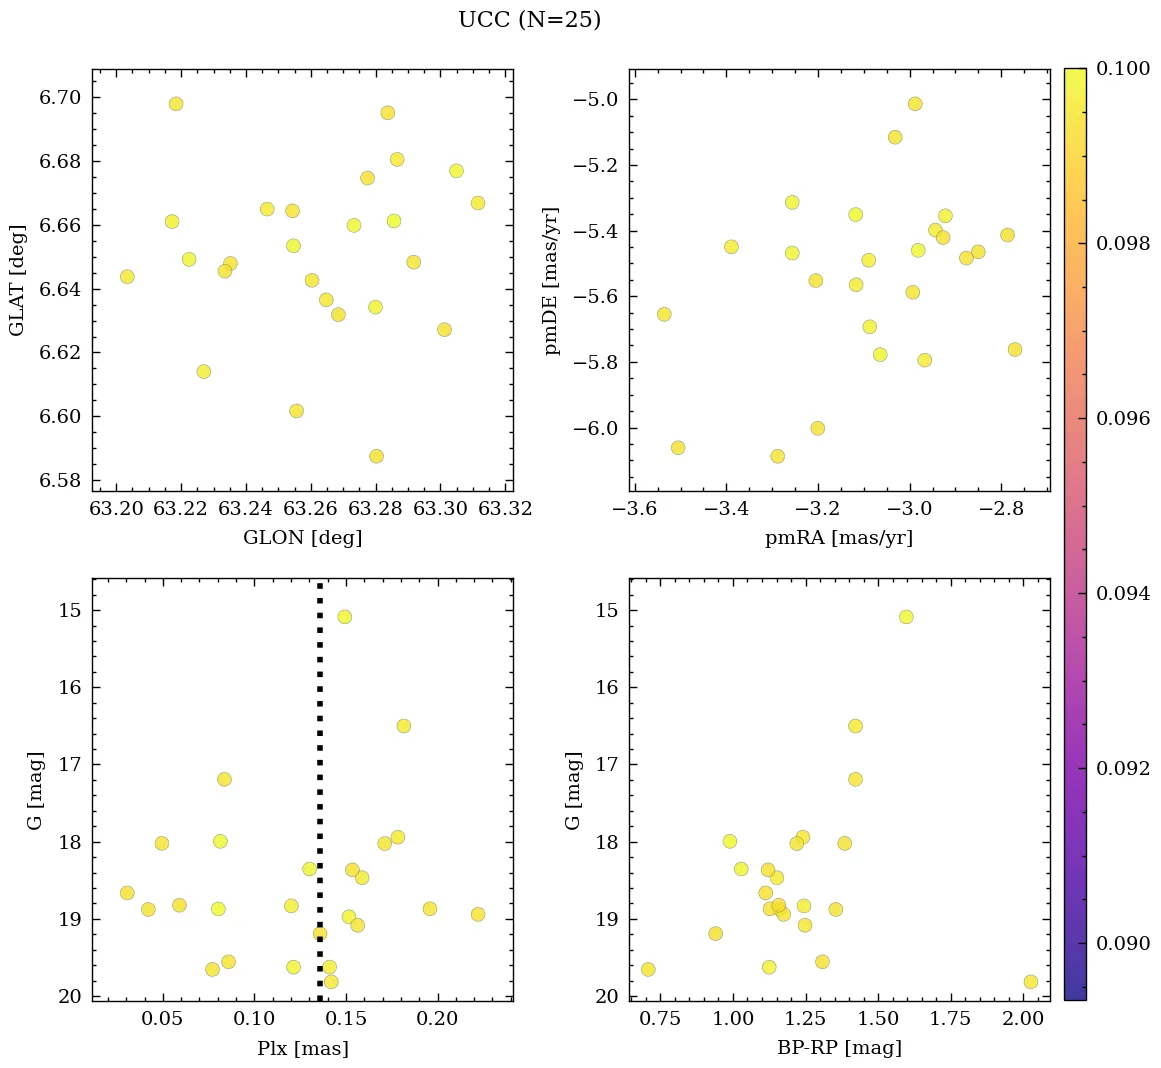 UCC (N=25)
6.70
6.68
6.66
6.64
6.62
6.60
6.58
GLAT [deg]
63.20 63.22 63.24 63.26 63.28 63.30 63.32
GLON [deg]
−5.0
−5.2
−5.4
−5.6
−5.8
−6.0
pmDE [mas/yr]
−3.6 −3.4 −3.2 −3.0 −2.8
pmRA [mas/yr]
0.100
0.098
0.096
0.094
0.092
0.090
15
16
17
18
19
20
G [mag]
0.05 0.10 0.15 0.20
Plx [mas]
15
16
17
18
19
20
G [mag]
0.75 1.00 1.25 1.50 1.75 2.00
BP-RP [mag]